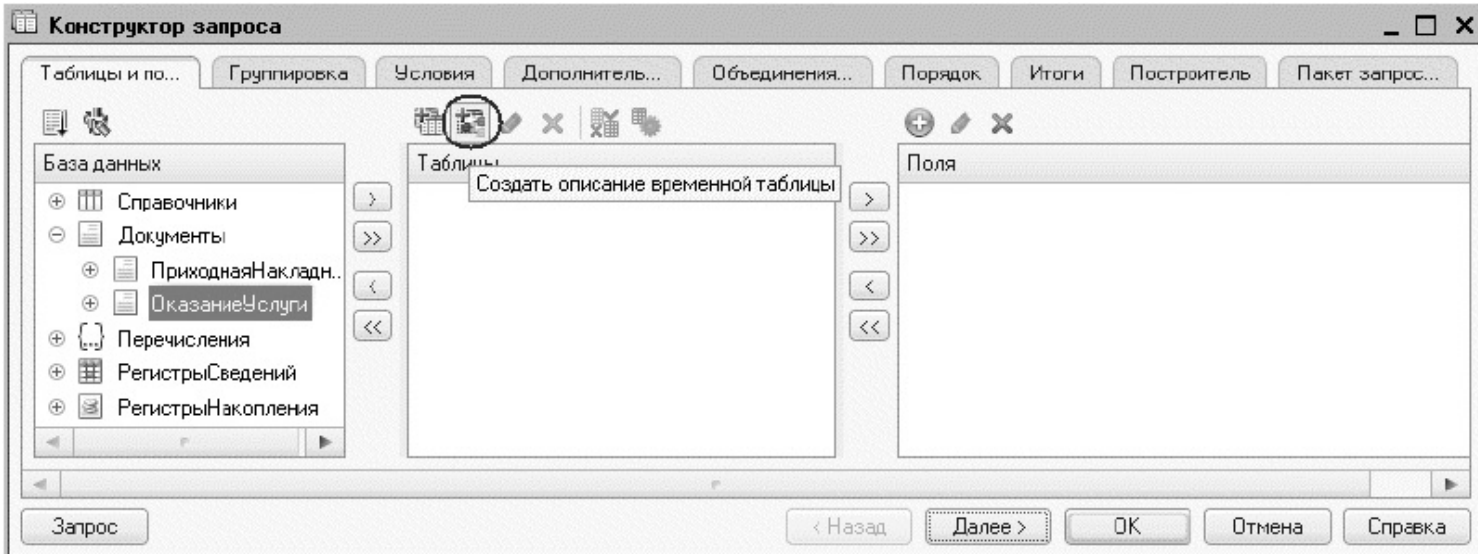 Конструктор запроса
Таблицы и по... Группировка Условия Дополнитель... Объединения... Порядок Итоги Построитель Пакет запрос...
База данных Таблицы Поля
Создать описание временной таблицы
Справочники
Документы
ПриходнаяНакладн..
ОказаниеУслуги
Перечисления
РегистрыСведений
РегистрыНакопления
> >
>> >>
< <
<< <<
Запрос < Назад Далее > ОК Отмена Справка